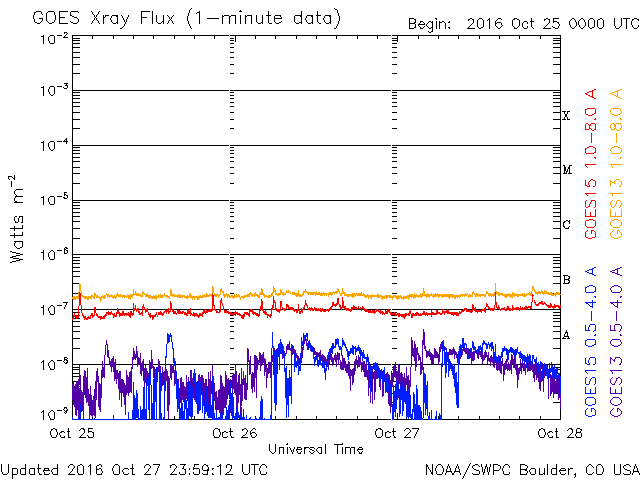 GOES Xray Flux (1-minute data)
Begin: 2016 Oct 25 0000 UTC
10⁻²
10⁻³
10⁻⁴
10⁻⁵
10⁻⁶
10⁻⁷
10⁻⁸
10⁻⁹
Watts m⁻²
X
M
C
B
A
GOES15 1.0-8.0 A
GOES13 1.0-8.0 A
GOES15 0.5-4.0 A
GOES13 0.5-4.0 A
Oct 25 Oct 26 Oct 27 Oct 28
Universal Time
Updated 2016 Oct 27 23:59:12 UTC
NOAA/SWPC Boulder, CO USA